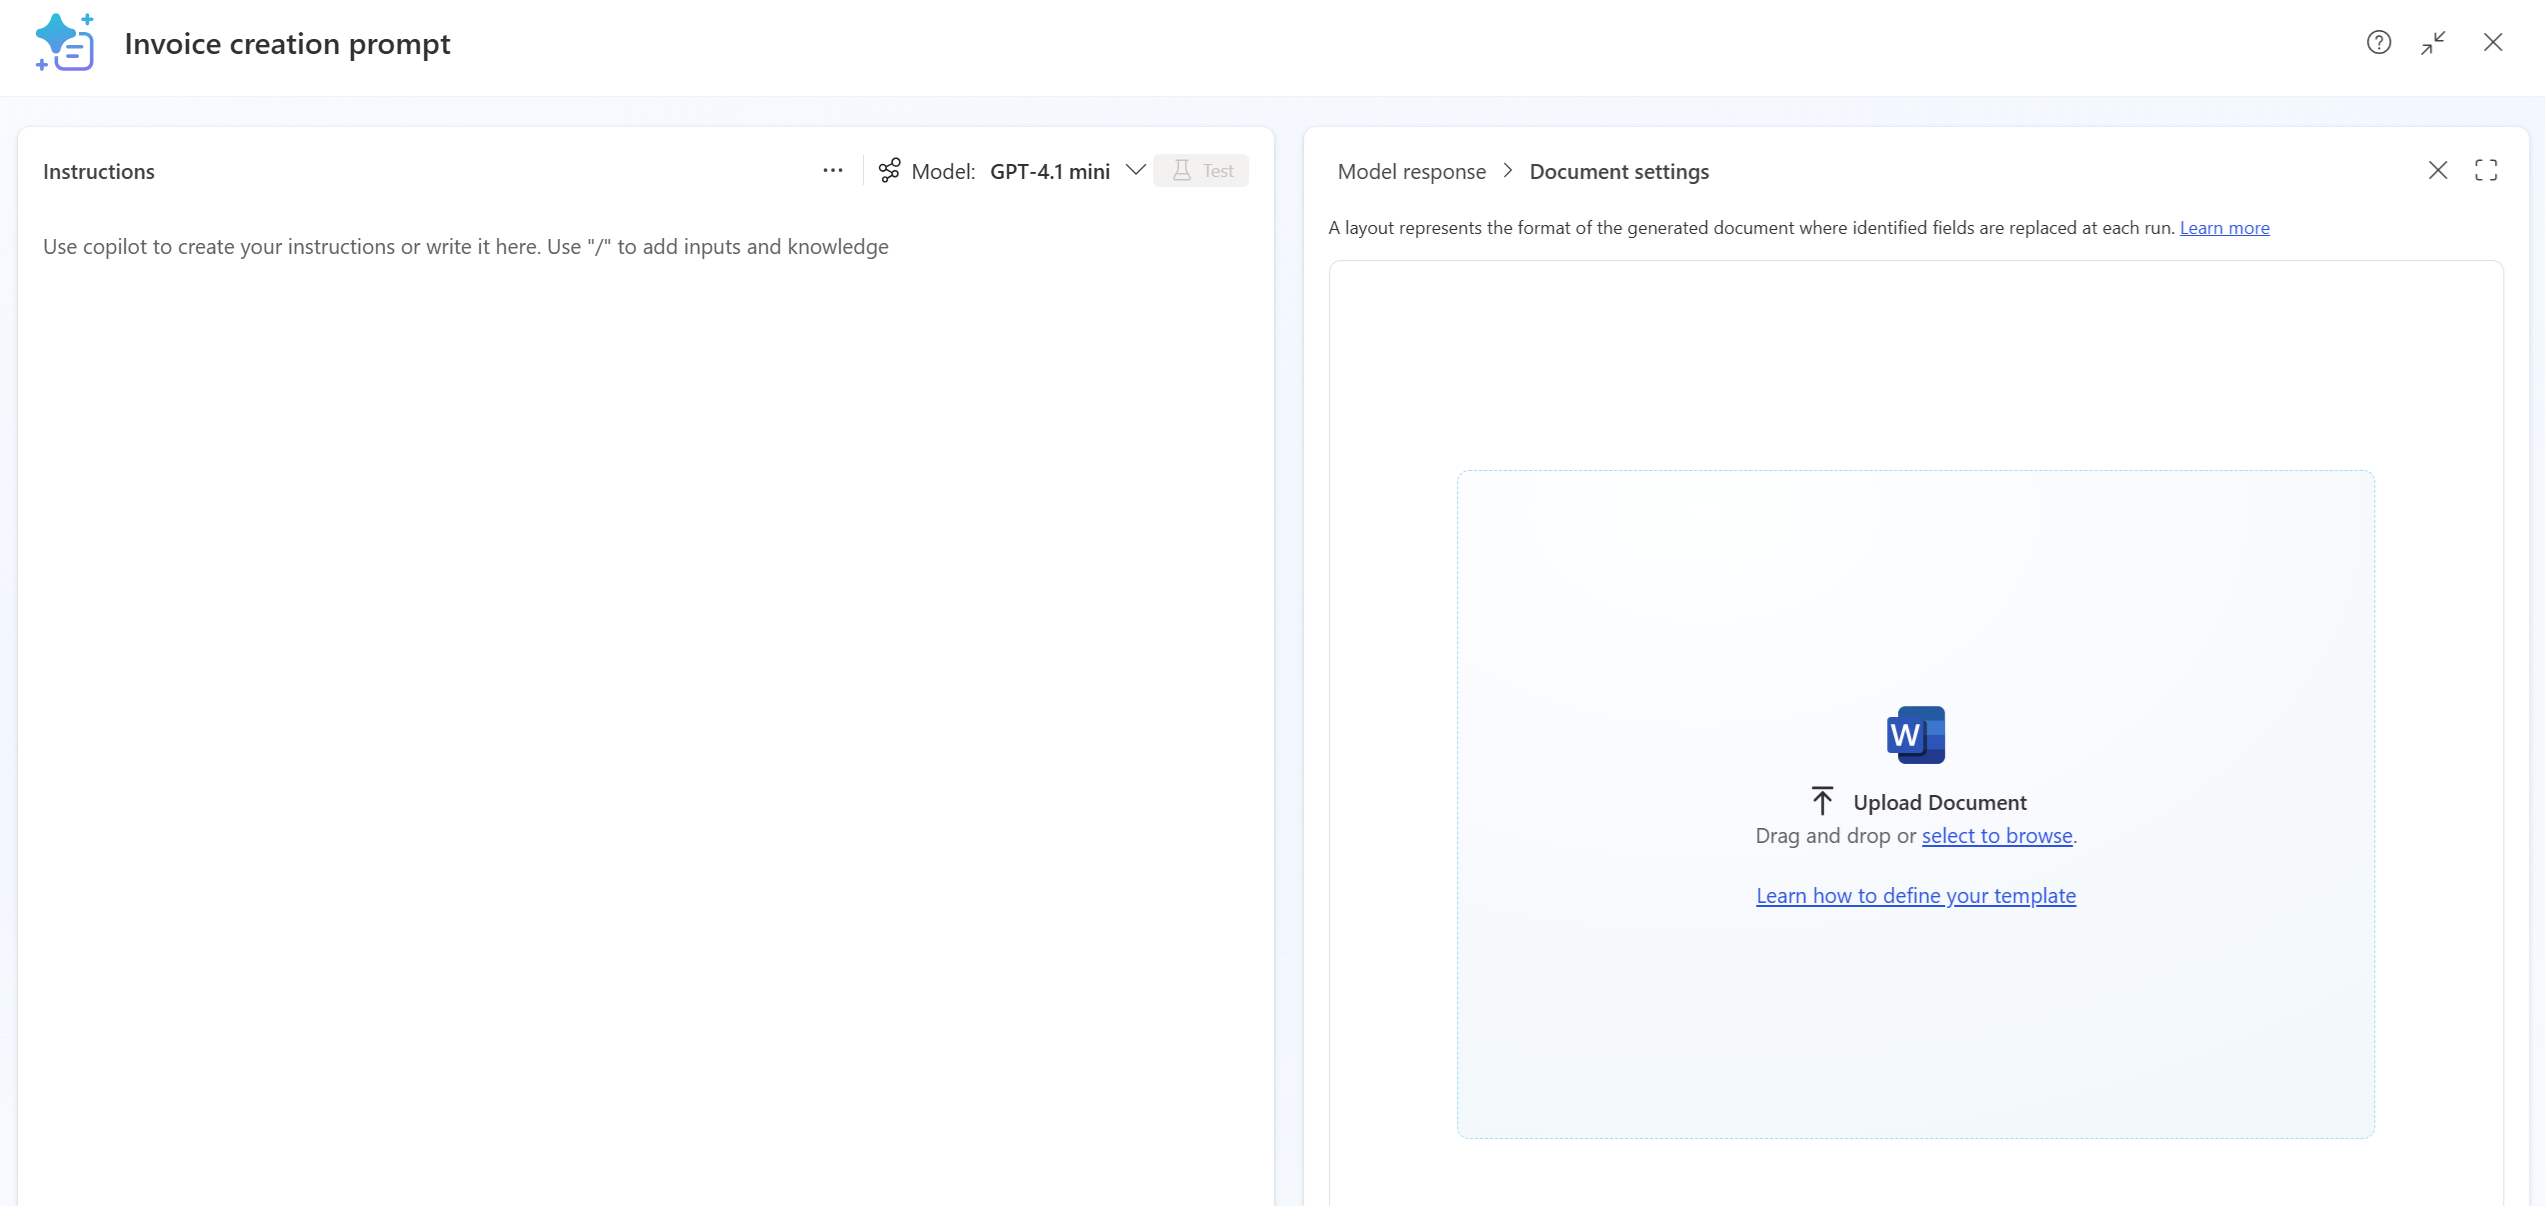 Invoice creation prompt
Instructions
Model: GPT-4.1 mini
Test
Use copilot to create your instructions or write it here. Use "/" to add inputs and knowledge
Model response > Document settings
A layout represents the format of the generated document where identified fields are replaced at each run. Learn more
W
Upload Document
Drag and drop or select to browse.
Learn how to define your template